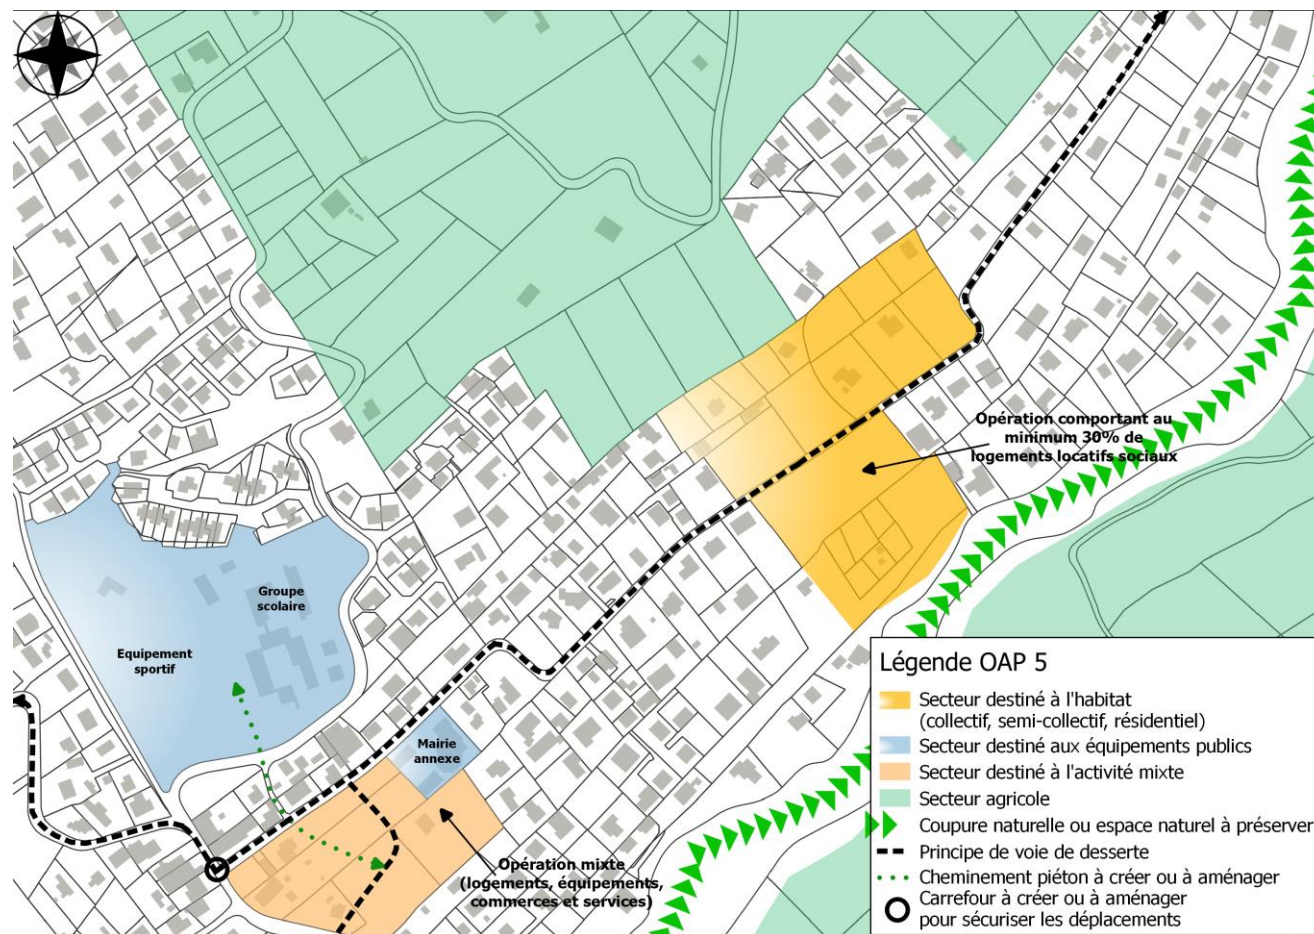 Opération comportant au
minimum 30% de
logements locatifs sociaux
Groupe
scolaire
Equipement
sportif
Mairie
annexe
Opération mixte
(logements, équipements,
commerces et services)
Légende OAP 5
Secteur destiné à l'habitat
(collectif, semi-collectif, résidentiel)
Secteur destiné aux équipements publics
Secteur destiné à l'activité mixte
Secteur agricole
Coupure naturelle ou espace naturel à préserver
Principe de voie de desserte
Cheminement piéton à créer ou à aménager
Carrefour à créer ou à aménager
pour sécuriser les déplacements